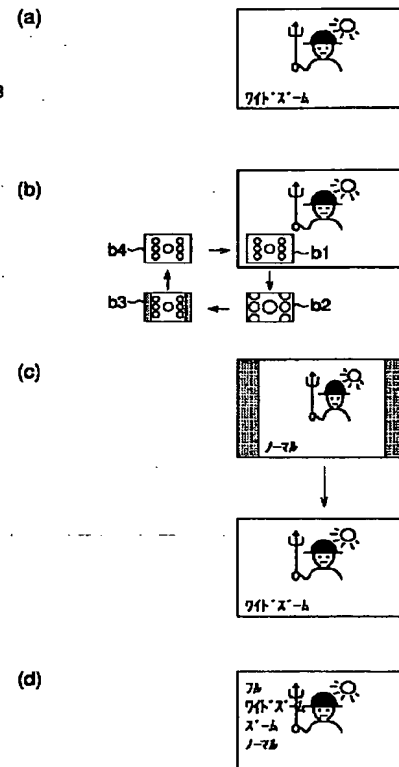 (a)
3
ワイドズーム
(b)
b4
b1
b3
b2
(c)
ノーマル
ワイドズーム
(d)
フル
ワイドズーム
ズーム
ノーマル